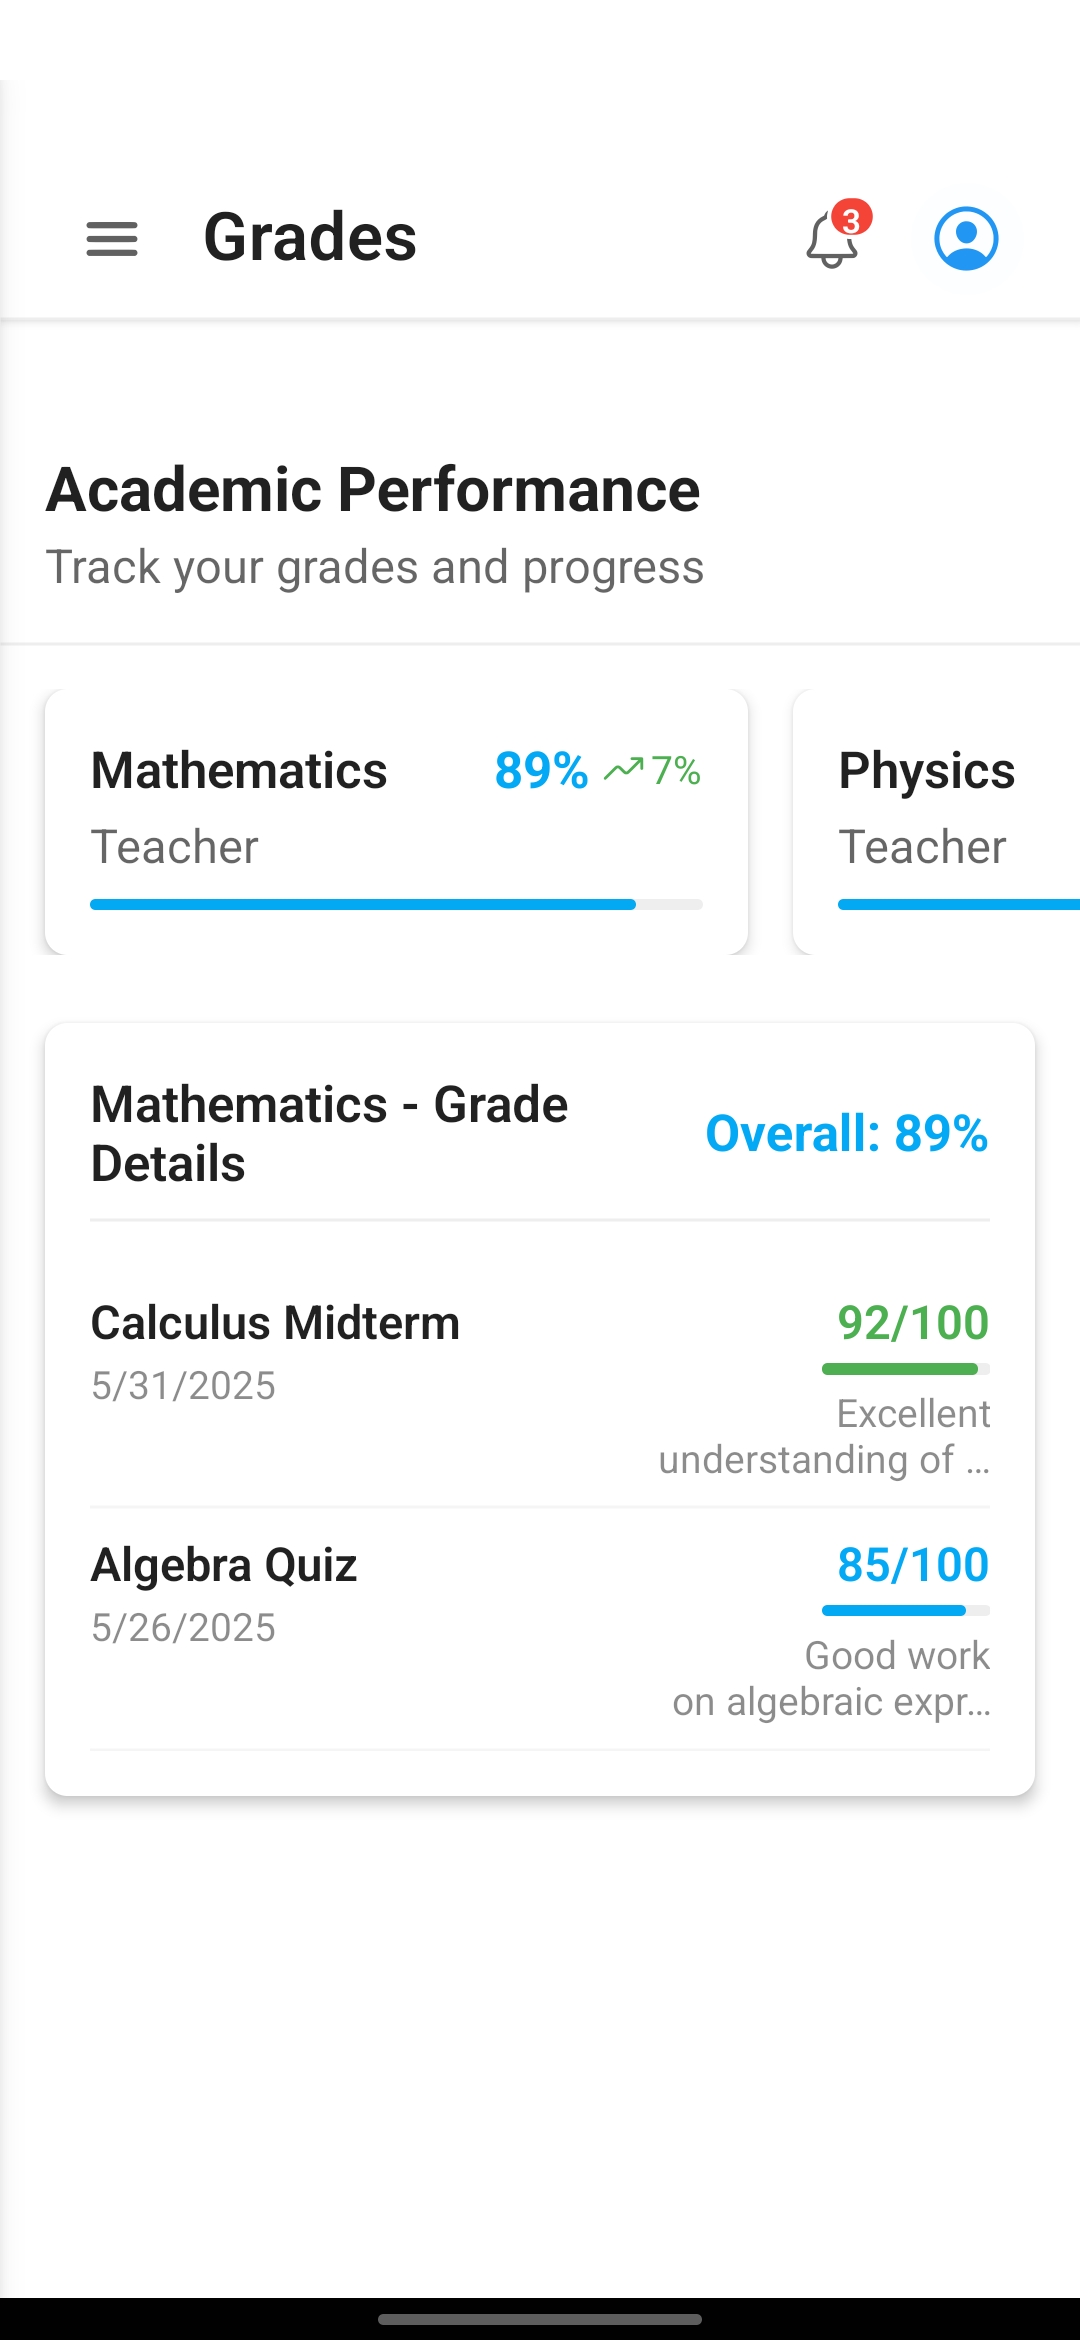 Grades
3
Academic Performance
Track your grades and progress
Mathematics 89% 7%
Teacher
Physics
Teacher
Mathematics - Grade
Details
Overall: 89%
Calculus Midterm 92/100
5/31/2025
Excellent
understanding of ...
Algebra Quiz 85/100
5/26/2025
Good work
on algebraic expr...